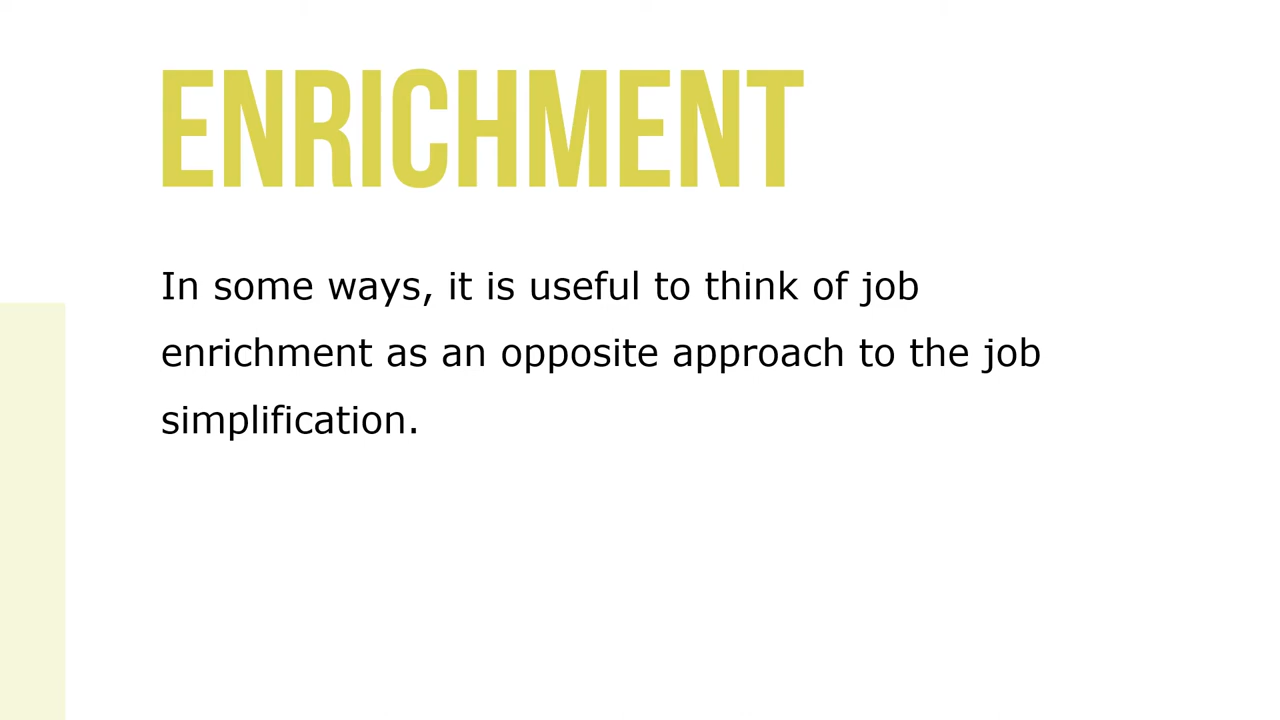 ENRICHMENT
In some ways, it is useful to think of job
enrichment as an opposite approach to the job
simplification.